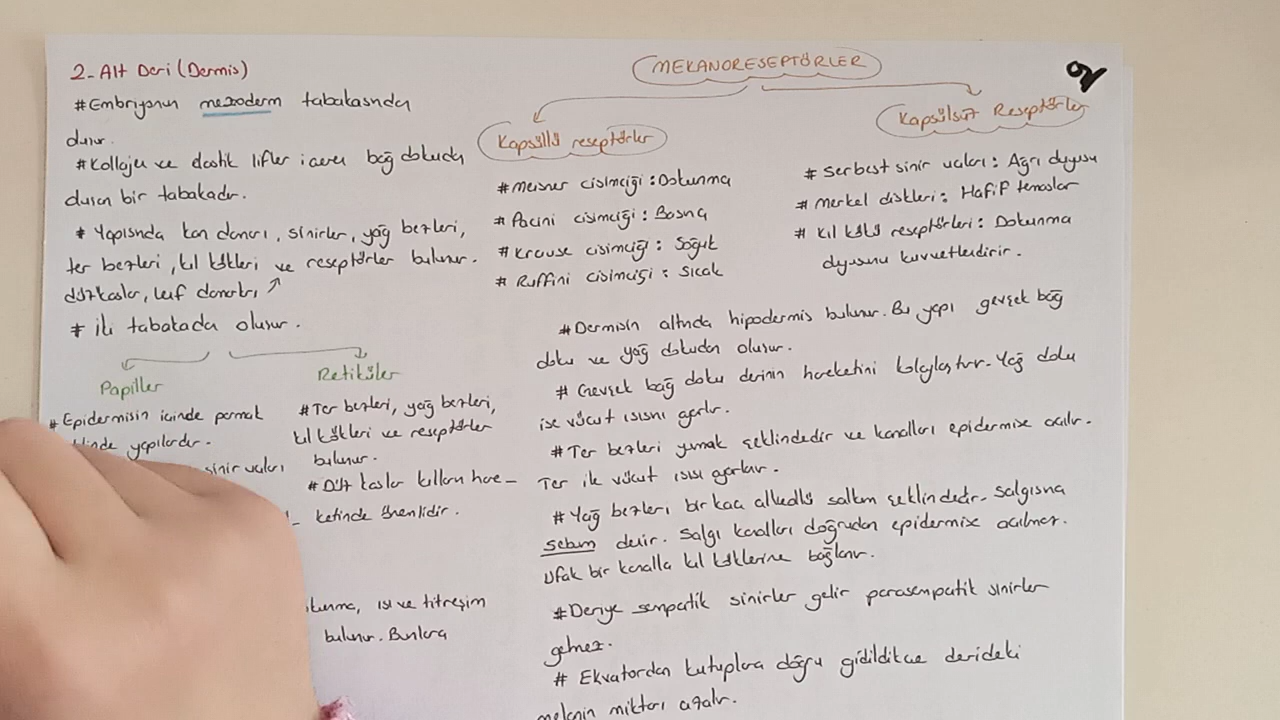 2- Alt Deri (Dermis)
# Embriyonun mezoderm tabakasından
oluşur.
# Kollajen ve elastik lifler içeren bağ dokudan
oluşan bir tabakadır.
# Yapısında kan damarı, sinirler, yağ bezleri,
ter bezleri, kıl kökleri ve reseptörler bulunur.
düz kaslar, lenf damarları
# iki tabakadan oluşur.
Papiller
# Epidermisin içinde parmak
şeklinde yapılardır.
sinir uçları
Retiküler
# Ter bezleri, yağ bezleri,
kıl kökleri ve reseptörler
bulunur.
# Düz kaslar kılların hare-
ketinde önemlidir.
ısı ve titreşim
bulunur. Bunlara
MEKANORESEPTÖRLER
Kapsüllü reseptörler
# Meisner cisimciği : Dokunma
# Pacini cisimciği : Basınç
# Krause cisimciği : Soğuk
# Ruffini cisimciği : Sıcak
Kapsülsüz Reseptörler
# Serbest sinir uçları : Ağrı duyusu
# Merkel diskleri : Hafif temaslar
# Kıl kökü reseptörleri : Dokunma
duyusunu kuvvetlendirir.
# Dermisin altında hipodermis bulunur. Bu yapı gevşek bağ
doku ve yağ dokudan oluşur.
# Gevşek bağ doku derinin hareketini kolaylaştırır. Yağ doku
ise vücut ısısını ayarlar.
# Ter bezleri yumak şeklindedir ve kanalları epidermise açılır.
Ter ile vücut ısısı ayarlanır.
# Yağ bezleri bir kaç alveollü salkım şeklindedir. Salgısına
sebum denir. Salgı kanalları doğrudan epidermise açılmaz.
Ufak bir kanalla kıl köklerine bağlanır.
# Deriye sempatik sinirler gelir parasempatik sinirler
gelmez.
# Ekvatordan kutuplara doğru gidildikçe derideki
melanin miktarı azalır.